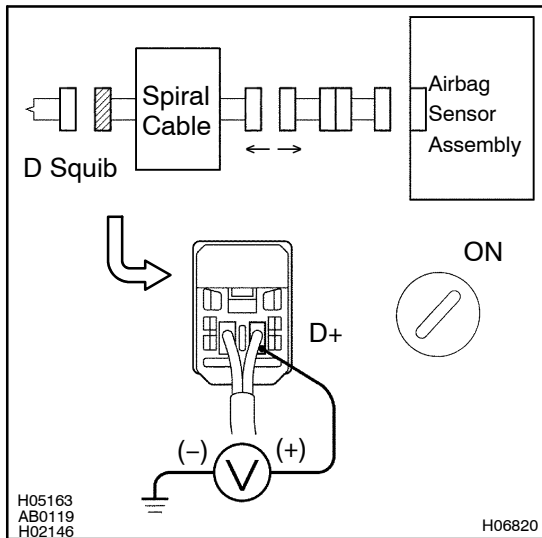 Spiral
Cable
Airbag
Sensor
Assembly
D Squib
ON
D+
(−)
V
(+)
H05163
AB0119
H02146
H06820